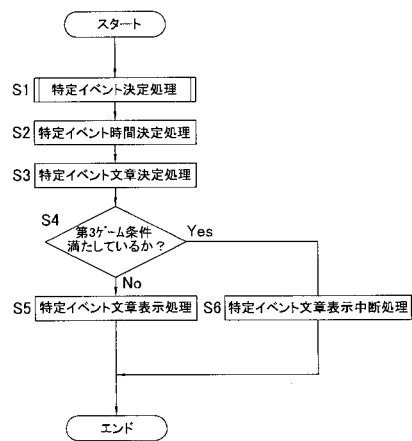 スタート
S1 特定イベント決定処理
S2 特定イベント時間決定処理
S3 特定イベント文章決定処理
S4
第3ゲーム条件
満たしているか？
Yes
No
S5 特定イベント文章表示処理
S6 特定イベント文章表示中断処理
エンド